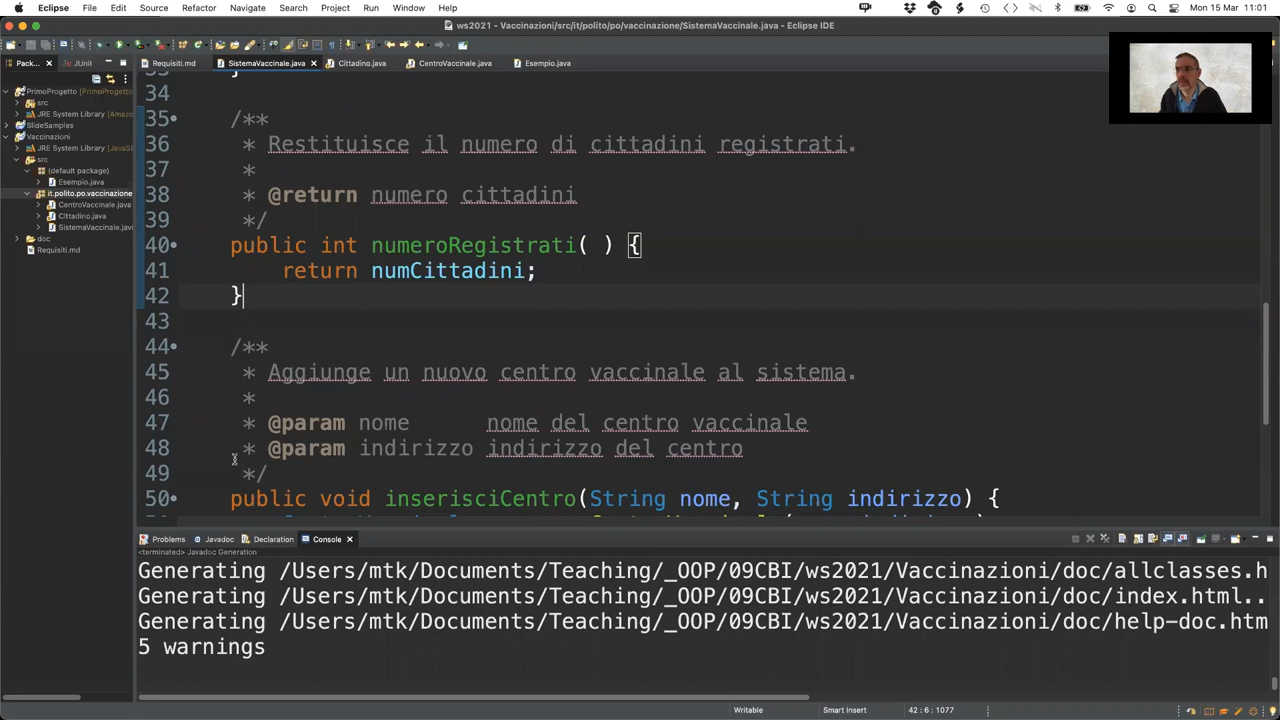 Eclipse File Edit Source Refactor Navigate Search Project Run Window Help Mon 15 Mar 11:01
ws2021 - Vaccinazioni/src/it/polito/po/vaccinazione/SistemaVaccinale.java - Eclipse IDE
Pack... JUnit
Requisiti.md SistemaVaccinale.java Cittadino.java CentroVaccinale.java Esempio.java
PrimoProgetto [PrimoProgetto
src
JRE System Library [Amazo
SlideSamples
Vaccinazioni
JRE System Library [JavaSE
src
(default package)
Esempio.java
it.polito.po.vaccinazione
CentroVaccinale.java
Cittadino.java
SistemaVaccinale.java
doc
Requisiti.md
34
35 /**
36 * Restituisce il numero di cittadini registrati.
37 *
38 * @return numero cittadini
39 */
40 public int numeroRegistrati( ) {
41 return numCittadini;
42 }
43
44 /**
45 * Aggiunge un nuovo centro vaccinale al sistema.
46 *
47 * @param nome nome del centro vaccinale
48 * @param indirizzo indirizzo del centro
49 */
50 public void inserisciCentro(String nome, String indirizzo) {
Problems Javadoc Declaration Console
<terminated> Javadoc Generation
Generating /Users/mtk/Documents/Teaching/_OOP/09CBI/ws2021/Vaccinazioni/doc/allclasses.h
Generating /Users/mtk/Documents/Teaching/_OOP/09CBI/ws2021/Vaccinazioni/doc/index.html..
Generating /Users/mtk/Documents/Teaching/_OOP/09CBI/ws2021/Vaccinazioni/doc/help-doc.htm
5 warnings
Writable Smart Insert 42 : 6 : 1077